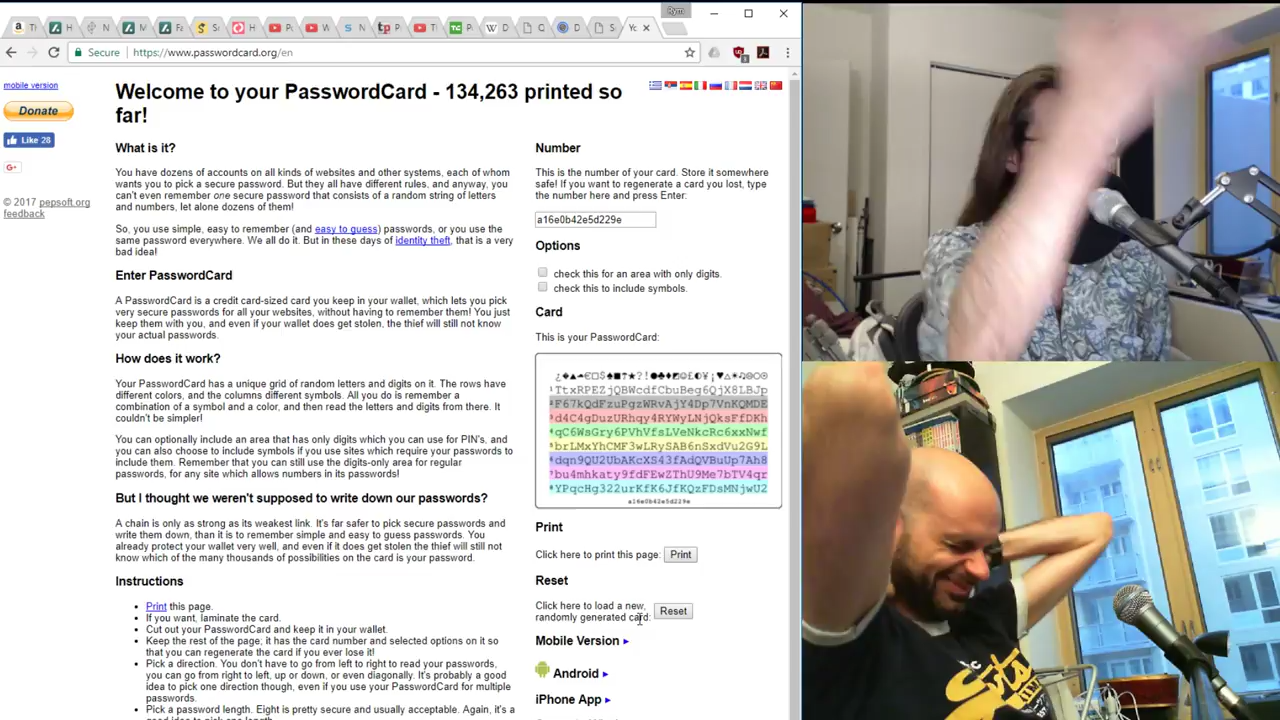 Rym
Secure
https://www.passwordcard.org/en
mobile version
Donate
Like 28
G+
© 2017 pepsoft.org
feedback
Welcome to your PasswordCard - 134,263 printed so
far!
What is it?
You have dozens of accounts on all kinds of websites and other systems, each of whom
wants you to pick a secure password. But they all have different rules, and anyway, you
can't even remember one secure password that consists of a random string of letters
and numbers, let alone dozens of them!
So, you use simple, easy to remember (and easy to guess) passwords, or you use the
same password everywhere. We all do it. But in these days of identity theft, that is a very
bad idea!
Enter PasswordCard
A PasswordCard is a credit card-sized card you keep in your wallet, which lets you pick
very secure passwords for all your websites, without having to remember them! You just
keep them with you, and even if your wallet does get stolen, the thief will still not know
your actual passwords.
How does it work?
Your PasswordCard has a unique grid of random letters and digits on it. The rows have
different colors, and the columns different symbols. All you do is remember a
combination of a symbol and a color, and then read the letters and digits from there. It
couldn't be simpler!
You can optionally include an area that has only digits which you can use for PIN's, and
you can also choose to include symbols if you use sites which require your passwords to
include them. Remember that you can still use the digits-only area for regular
passwords, for any site which allows numbers in its passwords!
But I thought we weren't supposed to write down our passwords?
A chain is only as strong as its weakest link. It's far safer to pick secure passwords and
write them down, than it is to remember simple and easy to guess passwords. You
already protect your wallet very well, and even if it does get stolen the thief will still not
know which of the many thousands of possibilities on the card is your password.
Instructions
Print this page.
If you want, laminate the card.
Cut out your PasswordCard and keep it in your wallet.
Keep the rest of the page; it has the card number and selected options on it so
that you can regenerate the card if you ever lose it!
Pick a direction. You don't have to go from left to right to read your passwords,
you can go from right to left, up or down, or even diagonally. It's probably a good
idea to pick one direction though, even if you use your PasswordCard for multiple
passwords.
Pick a password length. Eight is pretty secure and usually acceptable. Again, it's a
Number
This is the number of your card. Store it somewhere
safe! If you want to regenerate a card you lost, type
the number here and press Enter:
a16e0b42e5d229e
Options
check this for an area with only digits.
check this to include symbols.
Card
This is your PasswordCard:
a16e0b42e5d229e
Print
Click here to print this page: Print
Reset
Click here to load a new,
randomly generated card: Reset
Mobile Version
Android
iPhone App